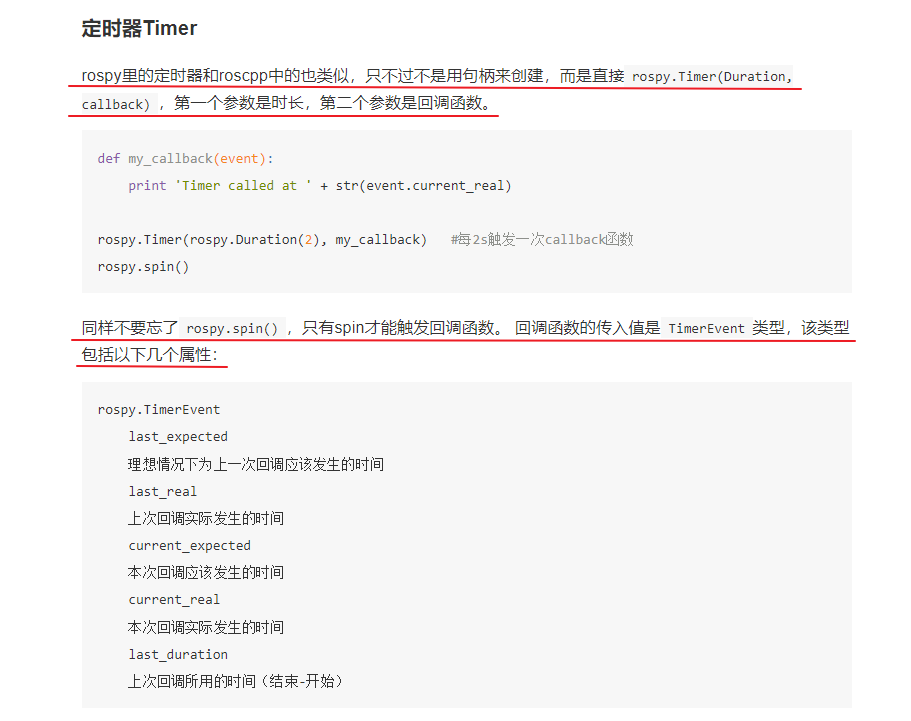 定时器Timer
rospy里的定时器和roscpp中的也类似，只不过不是用句柄来创建，而是直接 rospy.Timer(Duration,
callback) ，第一个参数是时长，第二个参数是回调函数。
def my_callback(event):
    print 'Timer called at ' + str(event.current_real)
rospy.Timer(rospy.Duration(2), my_callback)   #每2s触发一次callback函数
rospy.spin()
同样不要忘了 rospy.spin() ，只有spin才能触发回调函数。 回调函数的传入值是 TimerEvent 类型，该类型
包括以下几个属性：
rospy.TimerEvent
    last_expected
    理想情况下为上一次回调应该发生的时间
    last_real
    上次回调实际发生的时间
    current_expected
    本次回调应该发生的时间
    current_real
    本次回调实际发生的时间
    last_duration
    上次回调所用的时间（结束-开始）